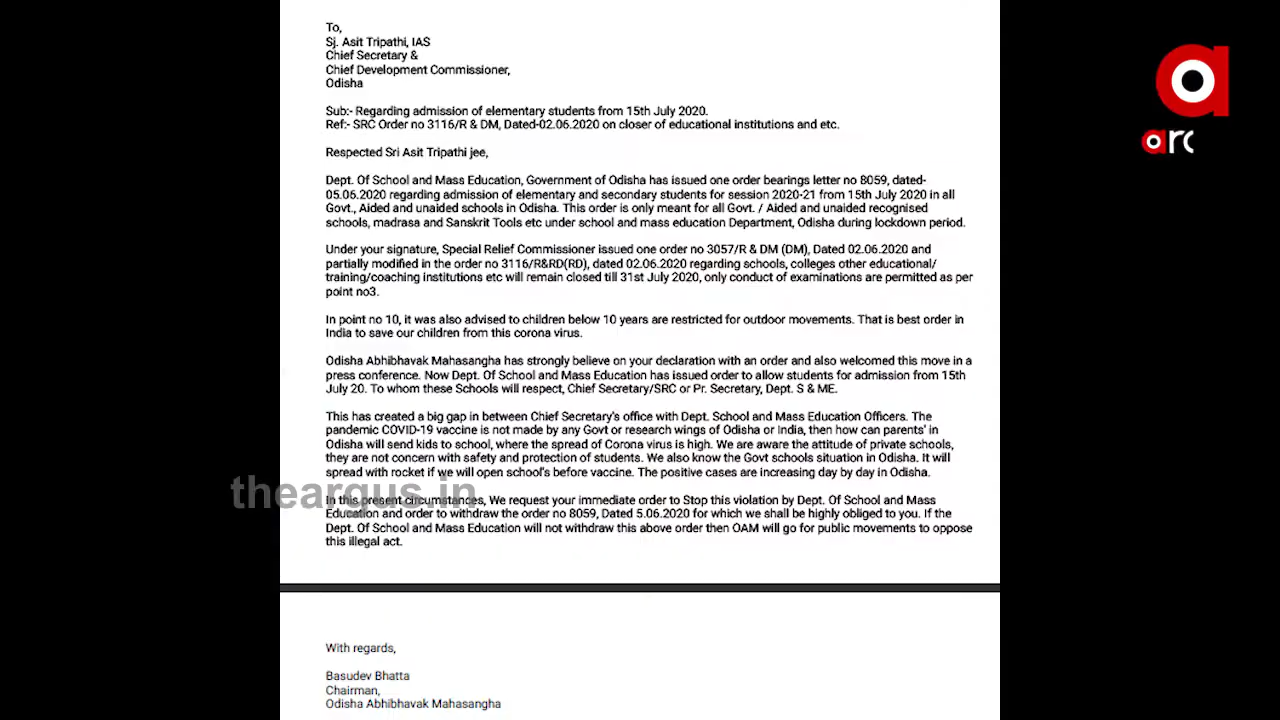 To,
Sj. Asit Tripathi, IAS
Chief Secretary &
Chief Development Commissioner,
Odisha
Sub:- Regarding admission of elementary students from 15th July 2020.
Ref:- SRC Order no 3116/R & DM, Dated-02.06.2020 on closer of educational institutions and etc.
Respected Sri Asit Tripathi jee,
Dept. Of School and Mass Education, Government of Odisha has issued one order bearings letter no 8059, dated-
05.06.2020 regarding admission of elementary and secondary students for session 2020-21 from 15th July 2020 in all
Govt., Aided and unaided schools in Odisha. This order is only meant for all Govt. / Aided and unaided recognised
schools, madrasa and Sanskrit Tools etc under school and mass education Department, Odisha during lockdown period.
Under your signature, Special Relief Commissioner issued one order no 3057/R & DM (DM), Dated 02.06.2020 and
partially modified in the order no 3116/R&RD(RD), dated 02.06.2020 regarding schools, colleges other educational/
training/coaching institutions etc will remain closed till 31st July 2020, only conduct of examinations are permitted as per
point no3.
In point no 10, it was also advised to children below 10 years are restricted for outdoor movements. That is best order in
India to save our children from this corona virus.
Odisha Abhibhavak Mahasangha has strongly believe on your declaration with an order and also welcomed this move in a
press conference. Now Dept. Of School and Mass Education has issued order to allow students for admission from 15th
July 20. To whom these Schools will respect, Chief Secretary/SRC or Pr. Secretary, Dept. S & ME.
This has created a big gap in between Chief Secretary's office with Dept. School and Mass Education Officers. The
pandemic COVID-19 vaccine is not made by any Govt or research wings of Odisha or India, then how can parents' in
Odisha will send kids to school, where the spread of Corona virus is high. We are aware the attitude of private schools,
they are not concern with safety and protection of students. We also know the Govt schools situation in Odisha. It will
spread with rocket if we will open school's before vaccine. The positive cases are increasing day by day in Odisha.
In this present circumstances, We request your immediate order to Stop this violation by Dept. Of School and Mass
Education and order to withdraw the order no 8059, Dated 5.06.2020 for which we shall be highly obliged to you. If the
Dept. Of School and Mass Education will not withdraw this above order then OAM will go for public movements to oppose
this illegal act.
With regards,
Basudev Bhatta
Chairman,
Odisha Abhibhavak Mahasangha
theargus.in
a
arc